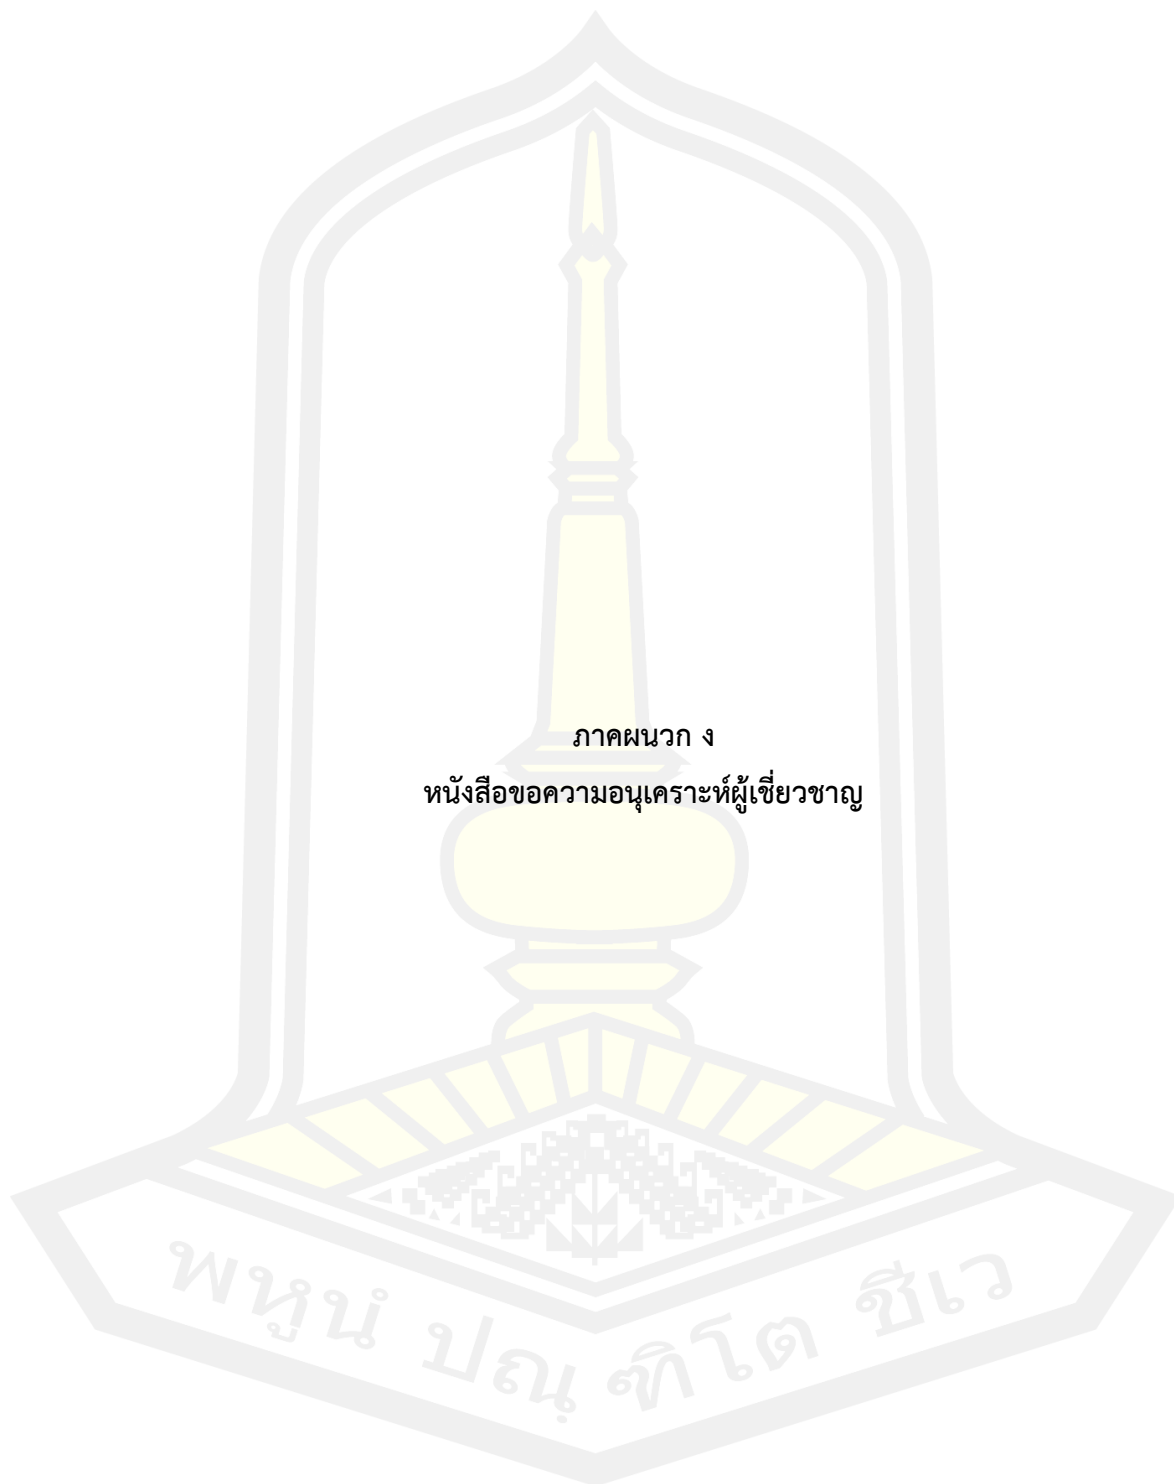 ภาคผนวก ง
หนังสือขอความอนุเคราะห์ผู้เชี่ยวชาญ
พหูนํ ปณฺฑิโต ชีเว